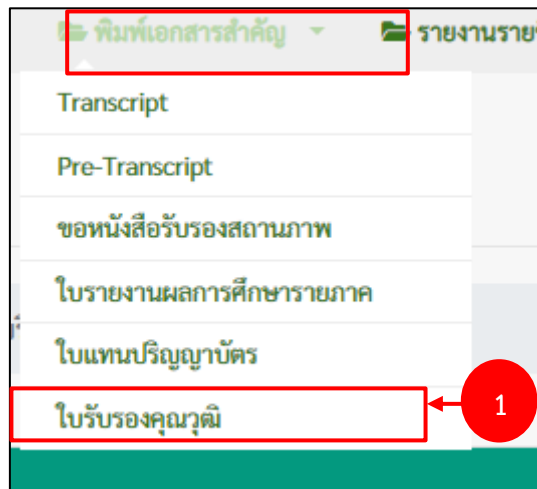 พิมพ์เอกสารสำคัญ รายงานราย
Transcript
Pre-Transcript
ขอหนังสือรับรองสถานภาพ
ใบรายงานผลการศึกษารายภาค
ใบแทนปริญญาบัตร
ใบรับรองคุณวุฒิ
1